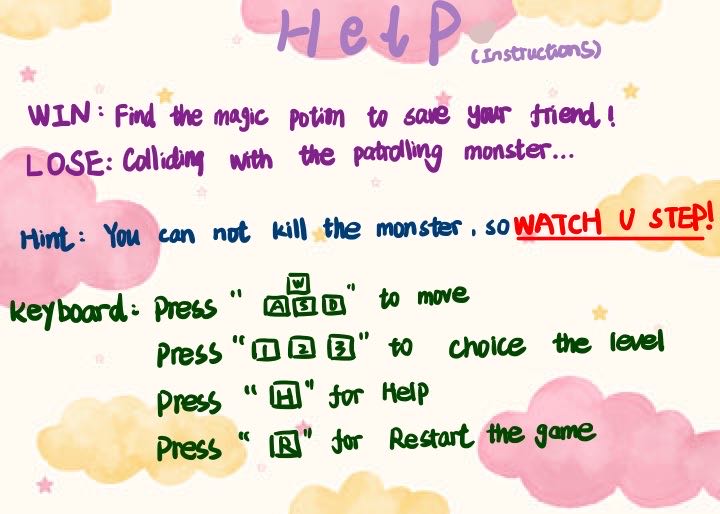 Help
(Instructions)
WIN: Find the magic potion to save your friend!
LOSE: Colliding with the patrolling monster...
Hint: You can not kill the monster, so WATCH U STEP!
Keyboard: Press " W A S D " to move
Press " 1 2 3 " to choice the level
Press " H " for Help
Press " R " for Restart the game